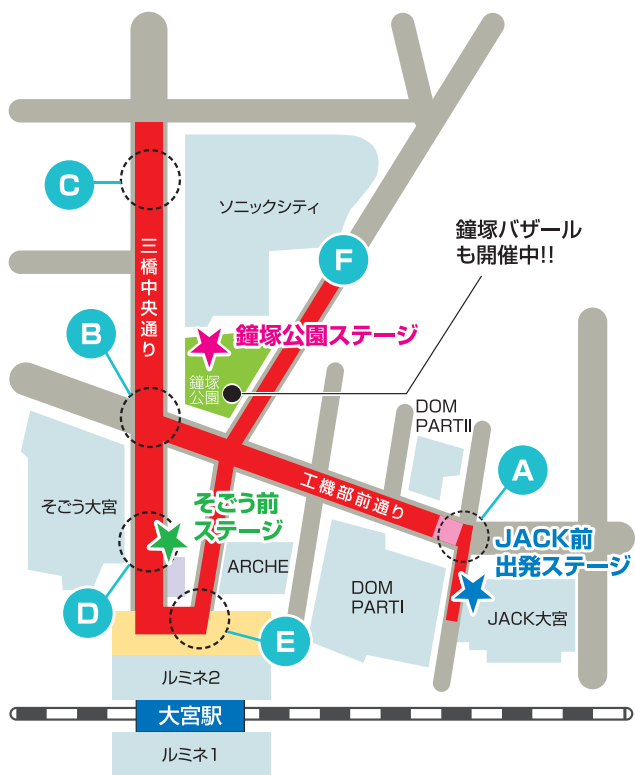 C
ソニックシティ
鐘塚バザール
も開催中!!
F
三橋中央通り
B
鐘塚公園ステージ
鐘塚
公園
DOM
PARTII
A
工機部前通り
そごう大宮
そごう前
ステージ
JACK前
出発ステージ
ARCHE
DOM
PARTI
JACK大宮
D
E
ルミネ2
大宮駅
ルミネ1